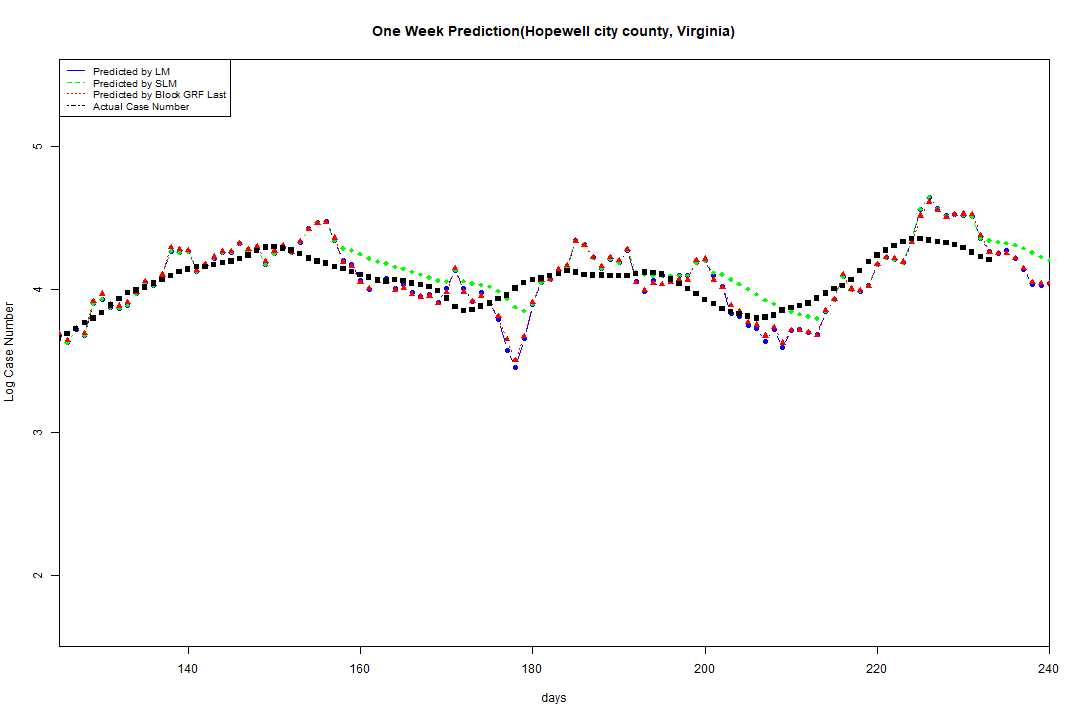 One Week Prediction(Hopewell city county, Virginia)
Predicted by LM
Predicted by SLM
Predicted by Block GRF Last
Actual Case Number
5
4
3
2
Log Case Number
140 160 180 200 220 240
days